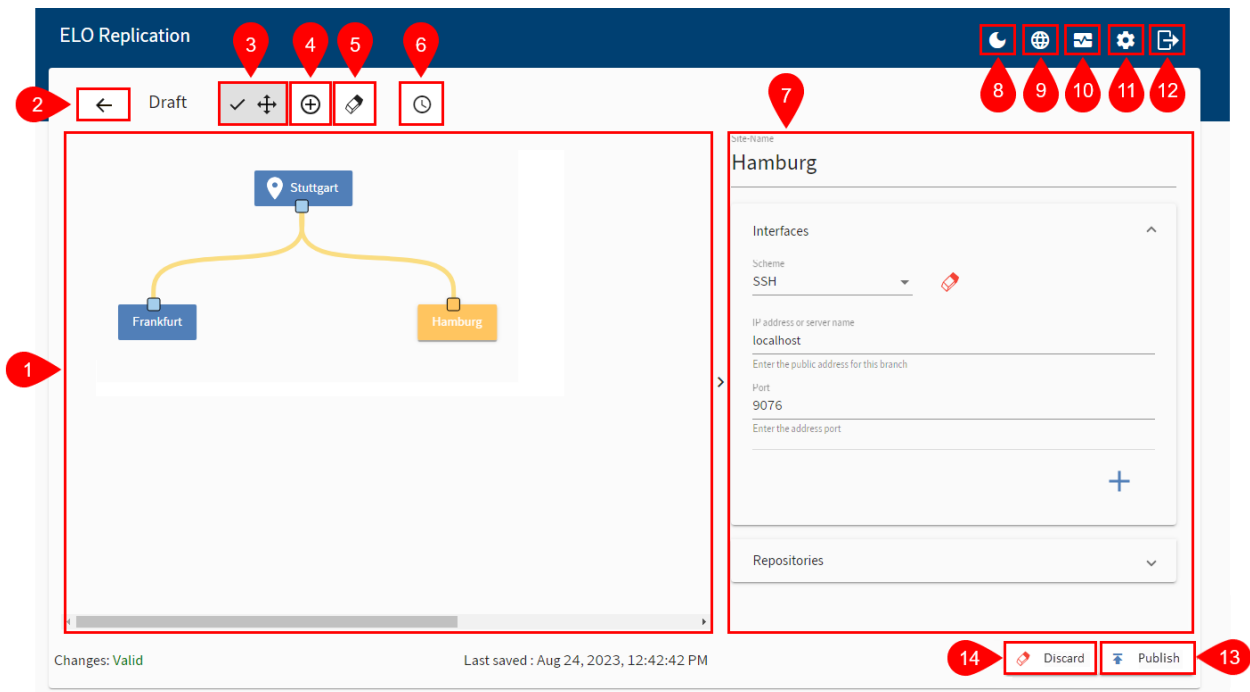 ELO Replication
3
4
5
6
8
9
10
11
12
2
Draft
7
1
Stuttgart
Frankfurt
Hamburg
Site-Name
Hamburg
Interfaces
Scheme
SSH
IP address or server name
localhost
Enter the public address for this branch
Port
9076
Enter the address port
Repositories
Changes: Valid
Last saved : Aug 24, 2023, 12:42:42 PM
14
Discard
Publish
13